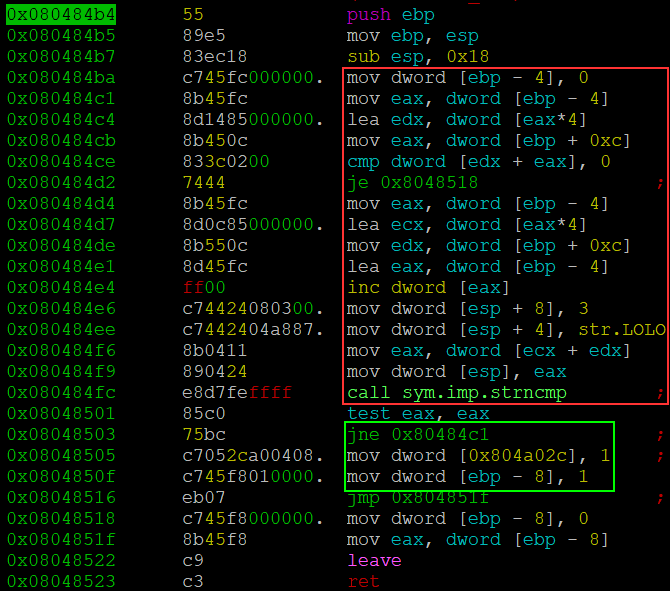 0x080484b4 55 push ebp
0x080484b5 89e5 mov ebp, esp
0x080484b7 83ec18 sub esp, 0x18
0x080484ba c745fc000000. mov dword [ebp - 4], 0
0x080484c1 8b45fc mov eax, dword [ebp - 4]
0x080484c4 8d1485000000. lea edx, dword [eax*4]
0x080484cb 8b450c mov eax, dword [ebp + 0xc]
0x080484ce 833c0200 cmp dword [edx + eax], 0
0x080484d2 7444 je 0x8048518 ;
0x080484d4 8b45fc mov eax, dword [ebp - 4]
0x080484d7 8d0c85000000. lea ecx, dword [eax*4]
0x080484de 8b550c mov edx, dword [ebp + 0xc]
0x080484e1 8d45fc lea eax, dword [ebp - 4]
0x080484e4 ff00 inc dword [eax]
0x080484e6 c74424080300. mov dword [esp + 8], 3
0x080484ee c7442404a887. mov dword [esp + 4], str.LOLO
0x080484f6 8b0411 mov eax, dword [ecx + edx]
0x080484f9 890424 mov dword [esp], eax
0x080484fc e8d7feffff call sym.imp.strncmp ;
0x08048501 85c0 test eax, eax
0x08048503 75bc jne 0x80484c1 ;
0x08048505 c7052ca00408. mov dword [0x804a02c], 1 ;
0x0804850f c745f8010000. mov dword [ebp - 8], 1
0x08048516 eb07 jmp 0x804851f ;
0x08048518 c745f8000000. mov dword [ebp - 8], 0
0x0804851f 8b45f8 mov eax, dword [ebp - 8]
0x08048522 c9 leave
0x08048523 c3 ret